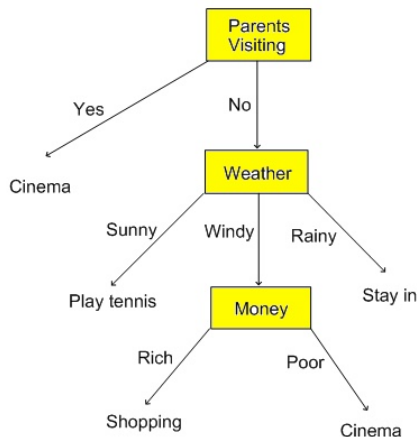 Parents
Visiting
Yes
No
Cinema
Weather
Sunny
Windy
Rainy
Play tennis
Stay in
Money
Rich
Poor
Shopping
Cinema